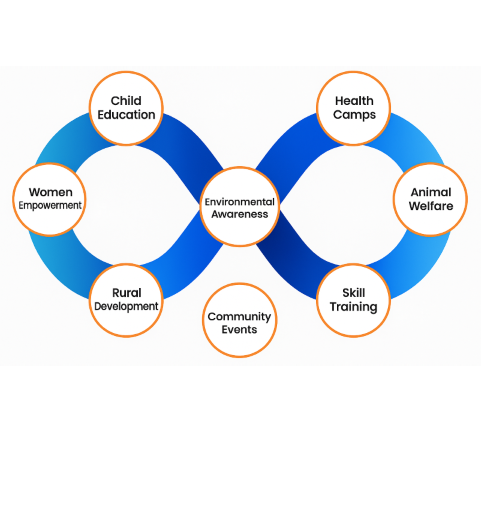 Child
Education
Health
Camps
Women
Empowerment
Environmental
Awareness
Animal
Welfare
Rural
Development
Skill
Training
Community
Events